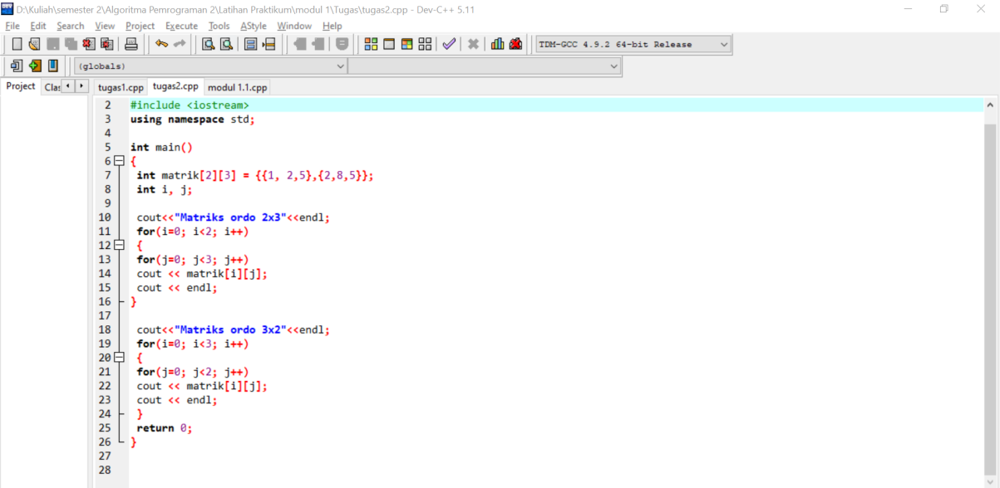 D:\Kuliah\semester 2\Algoritma Pemrograman 2\Latihan Praktikum\modul 1\Tugas\tugas2.cpp - Dev-C++ 5.11
File Edit Search View Project Execute Tools AStyle Window Help
TDM-GCC 4.9.2 64-bit Release
(globals)
Project Clas tugas1.cpp tugas2.cpp modul 1.1.cpp
2 #include <iostream>
3 using namespace std;
4
5 int main()
6 {
7 int matrik[2][3] = {{1, 2,5},{2,8,5}};
8 int i, j;
9
10 cout<<"Matriks ordo 2x3"<<endl;
11 for(i=0; i<2; i++)
12 {
13 for(j=0; j<3; j++)
14 cout << matrik[i][j];
15 cout << endl;
16 }
17
18 cout<<"Matriks ordo 3x2"<<endl;
19 for(i=0; i<3; i++)
20 {
21 for(j=0; j<2; j++)
22 cout << matrik[i][j];
23 cout << endl;
24 }
25 return 0;
26 }
27
28